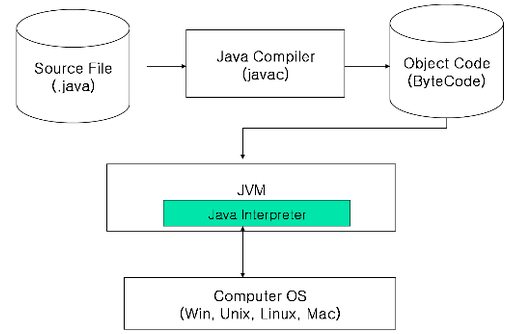 Source File
(.java)
Java Compiler
(javac)
Object Code
(ByteCode)
JVM
Java Interpreter
Computer OS
(Win, Unix, Linux, Mac)